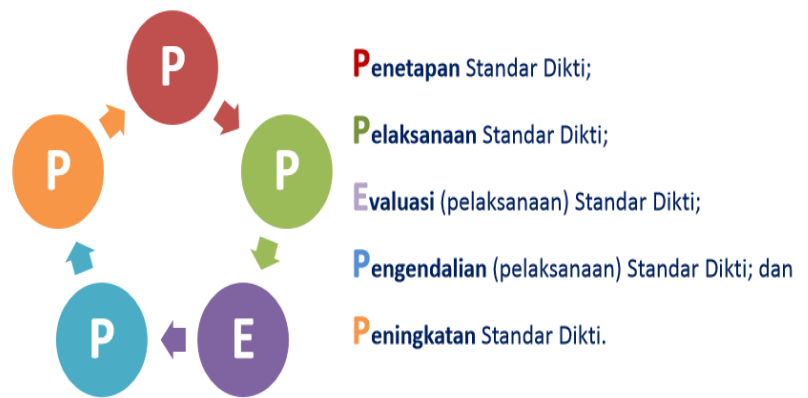 P
P
E
P
P
Penetapan Standar Dikti;
Pelaksanaan Standar Dikti;
Evaluasi (pelaksanaan) Standar Dikti;
Pengendalian (pelaksanaan) Standar Dikti; dan
Peningkatan Standar Dikti.